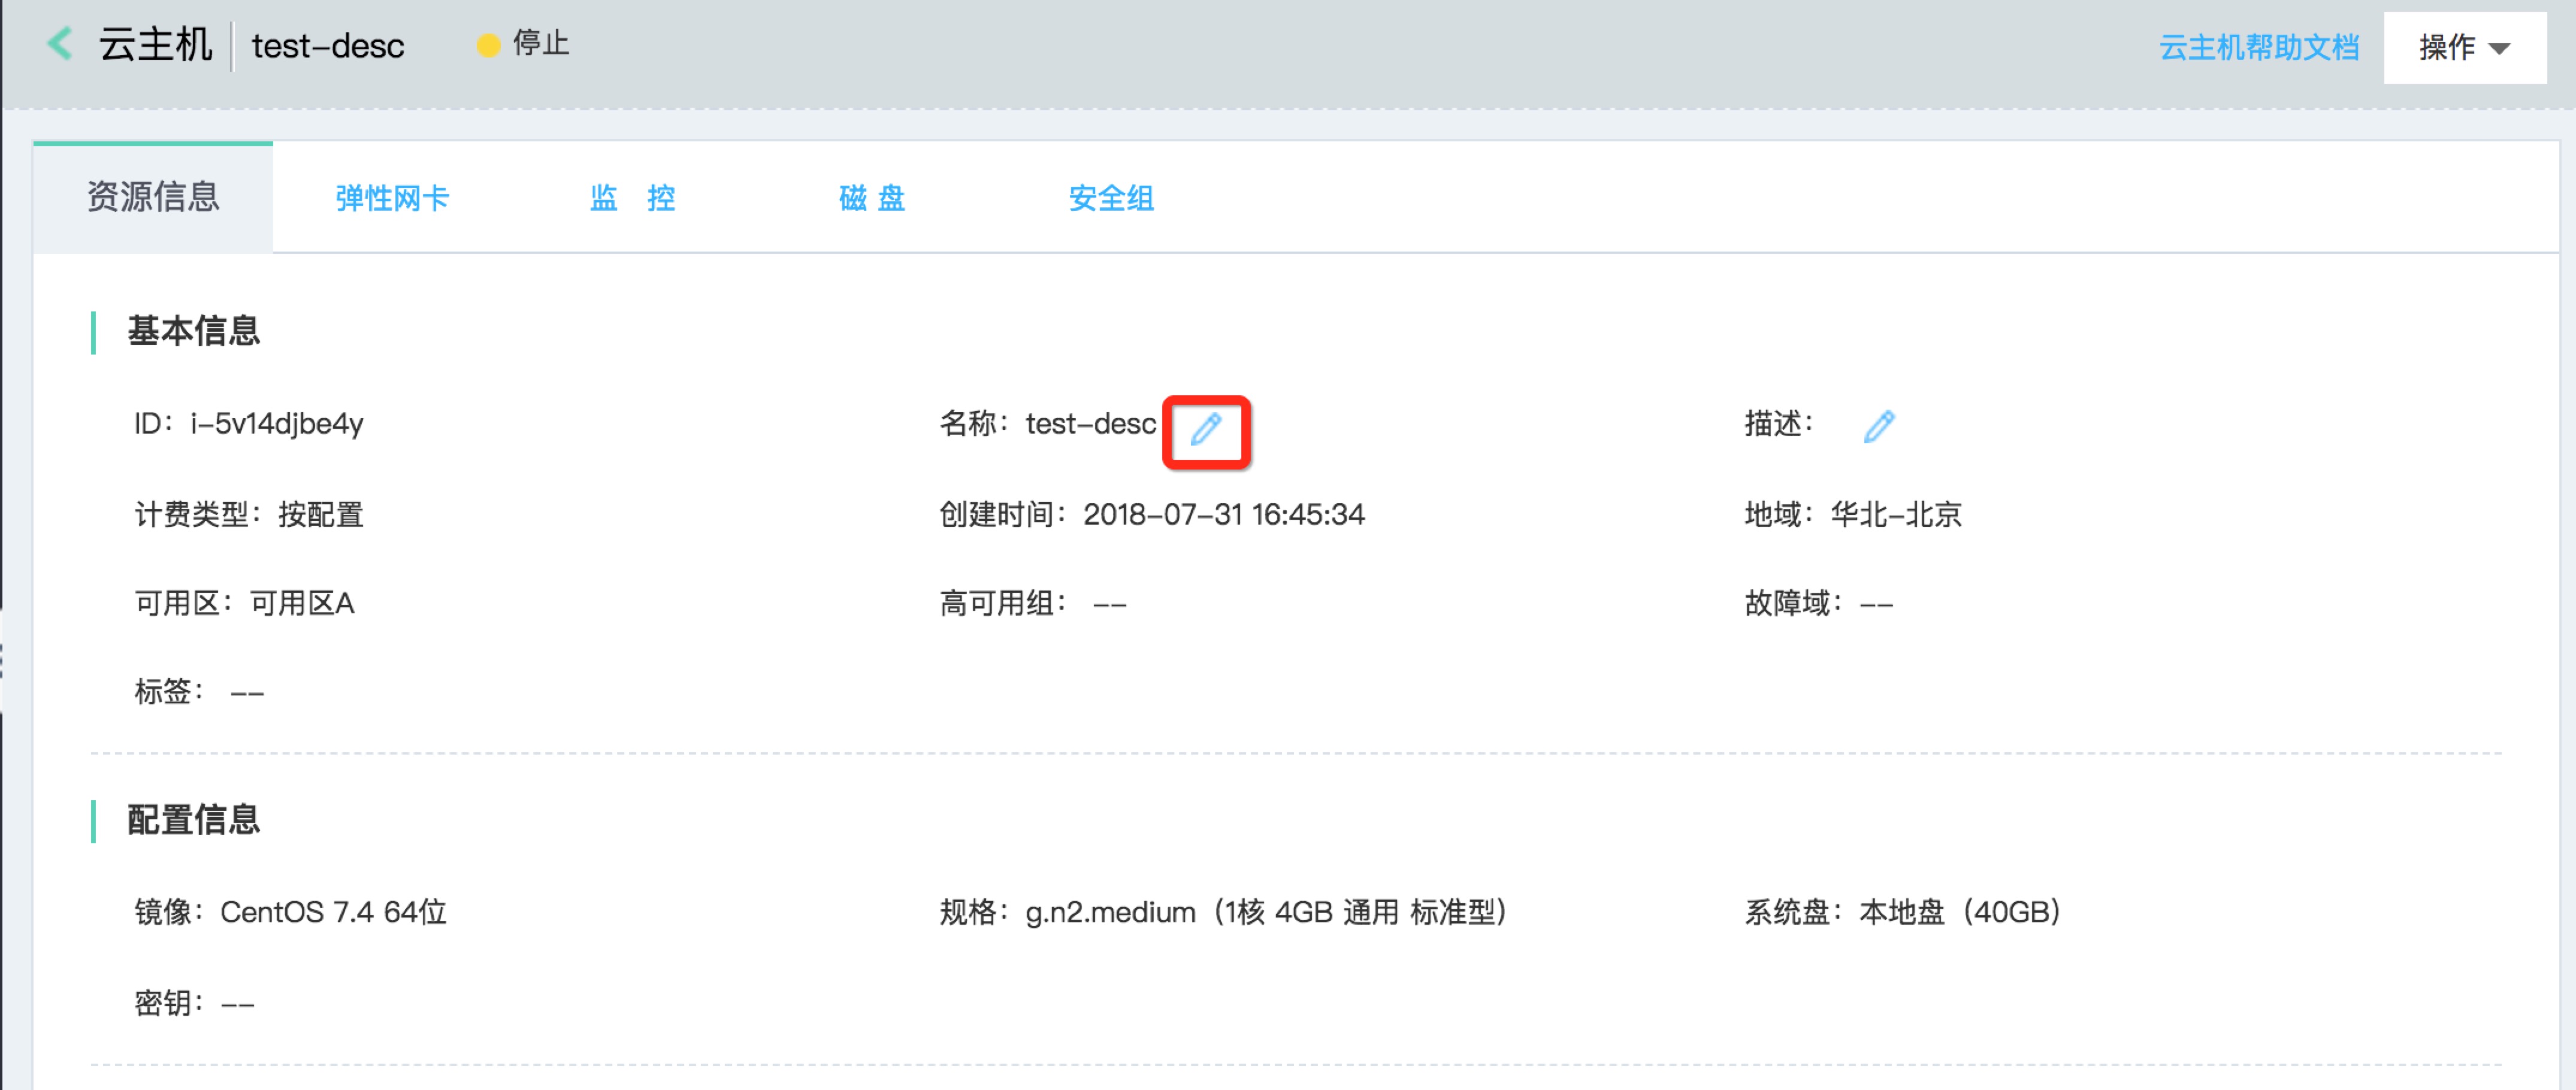 云主机 test-desc 停止 云主机帮助文档 操作
资源信息 弹性网卡 监 控 磁 盘 安全组
基本信息
ID：i-5v14djbe4y 名称：test-desc 描述：
计费类型：按配置 创建时间：2018-07-31 16:45:34 地域：华北-北京
可用区：可用区A 高可用组： -- 故障域：--
标签： --
配置信息
镜像：CentOS 7.4 64位 规格：g.n2.medium（1核 4GB 通用 标准型） 系统盘：本地盘（40GB）
密钥：--